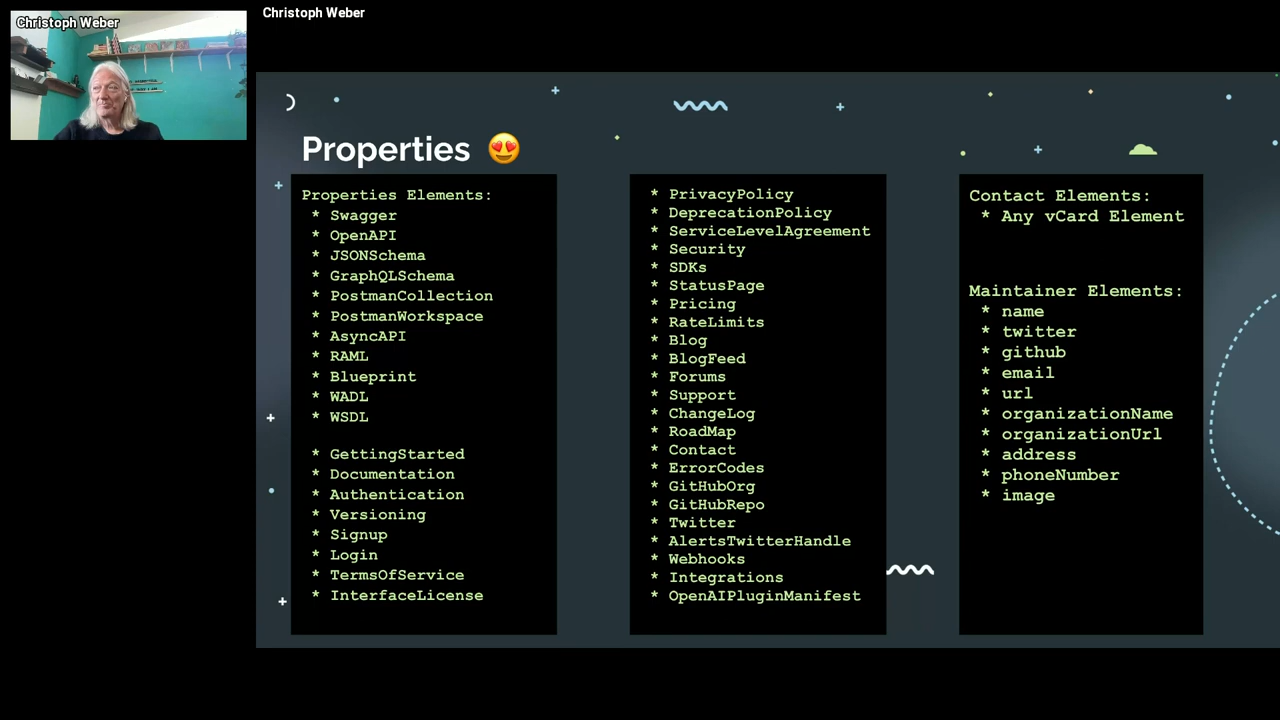 Christoph Weber
Christoph Weber
Properties 😍
Properties Elements:
* Swagger
* OpenAPI
* JSONSchema
* GraphQLSchema
* PostmanCollection
* PostmanWorkspace
* AsyncAPI
* RAML
* Blueprint
* WADL
* WSDL
* GettingStarted
* Documentation
* Authentication
* Versioning
* Signup
* Login
* TermsOfService
* InterfaceLicense
* PrivacyPolicy
* DeprecationPolicy
* ServiceLevelAgreement
* Security
* SDKs
* StatusPage
* Pricing
* RateLimits
* Blog
* BlogFeed
* Forums
* Support
* ChangeLog
* RoadMap
* Contact
* ErrorCodes
* GitHubOrg
* GitHubRepo
* Twitter
* AlertsTwitterHandle
* Webhooks
* Integrations
* OpenAIPluginManifest
Contact Elements:
* Any vCard Element
Maintainer Elements:
* name
* twitter
* github
* email
* url
* organizationName
* organizationUrl
* address
* phoneNumber
* image